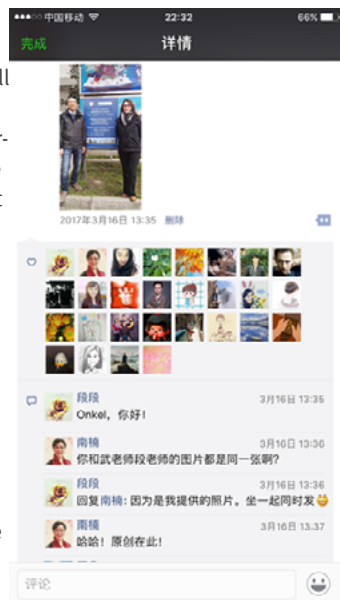 中国移动 22:32 66%
完成 详情
ll
r-
2017年3月16日 13:35 删除
段段 3月16日 13:35
Onkel，你好！
南楠 3月16日 13:36
你和武老师段老师的图片都是同一张啊？
段段 3月16日 13:36
回复南楠：因为是我提供的照片。坐一起同时发
南楠 3月16日 13.37
哈哈！原创在此！
评论